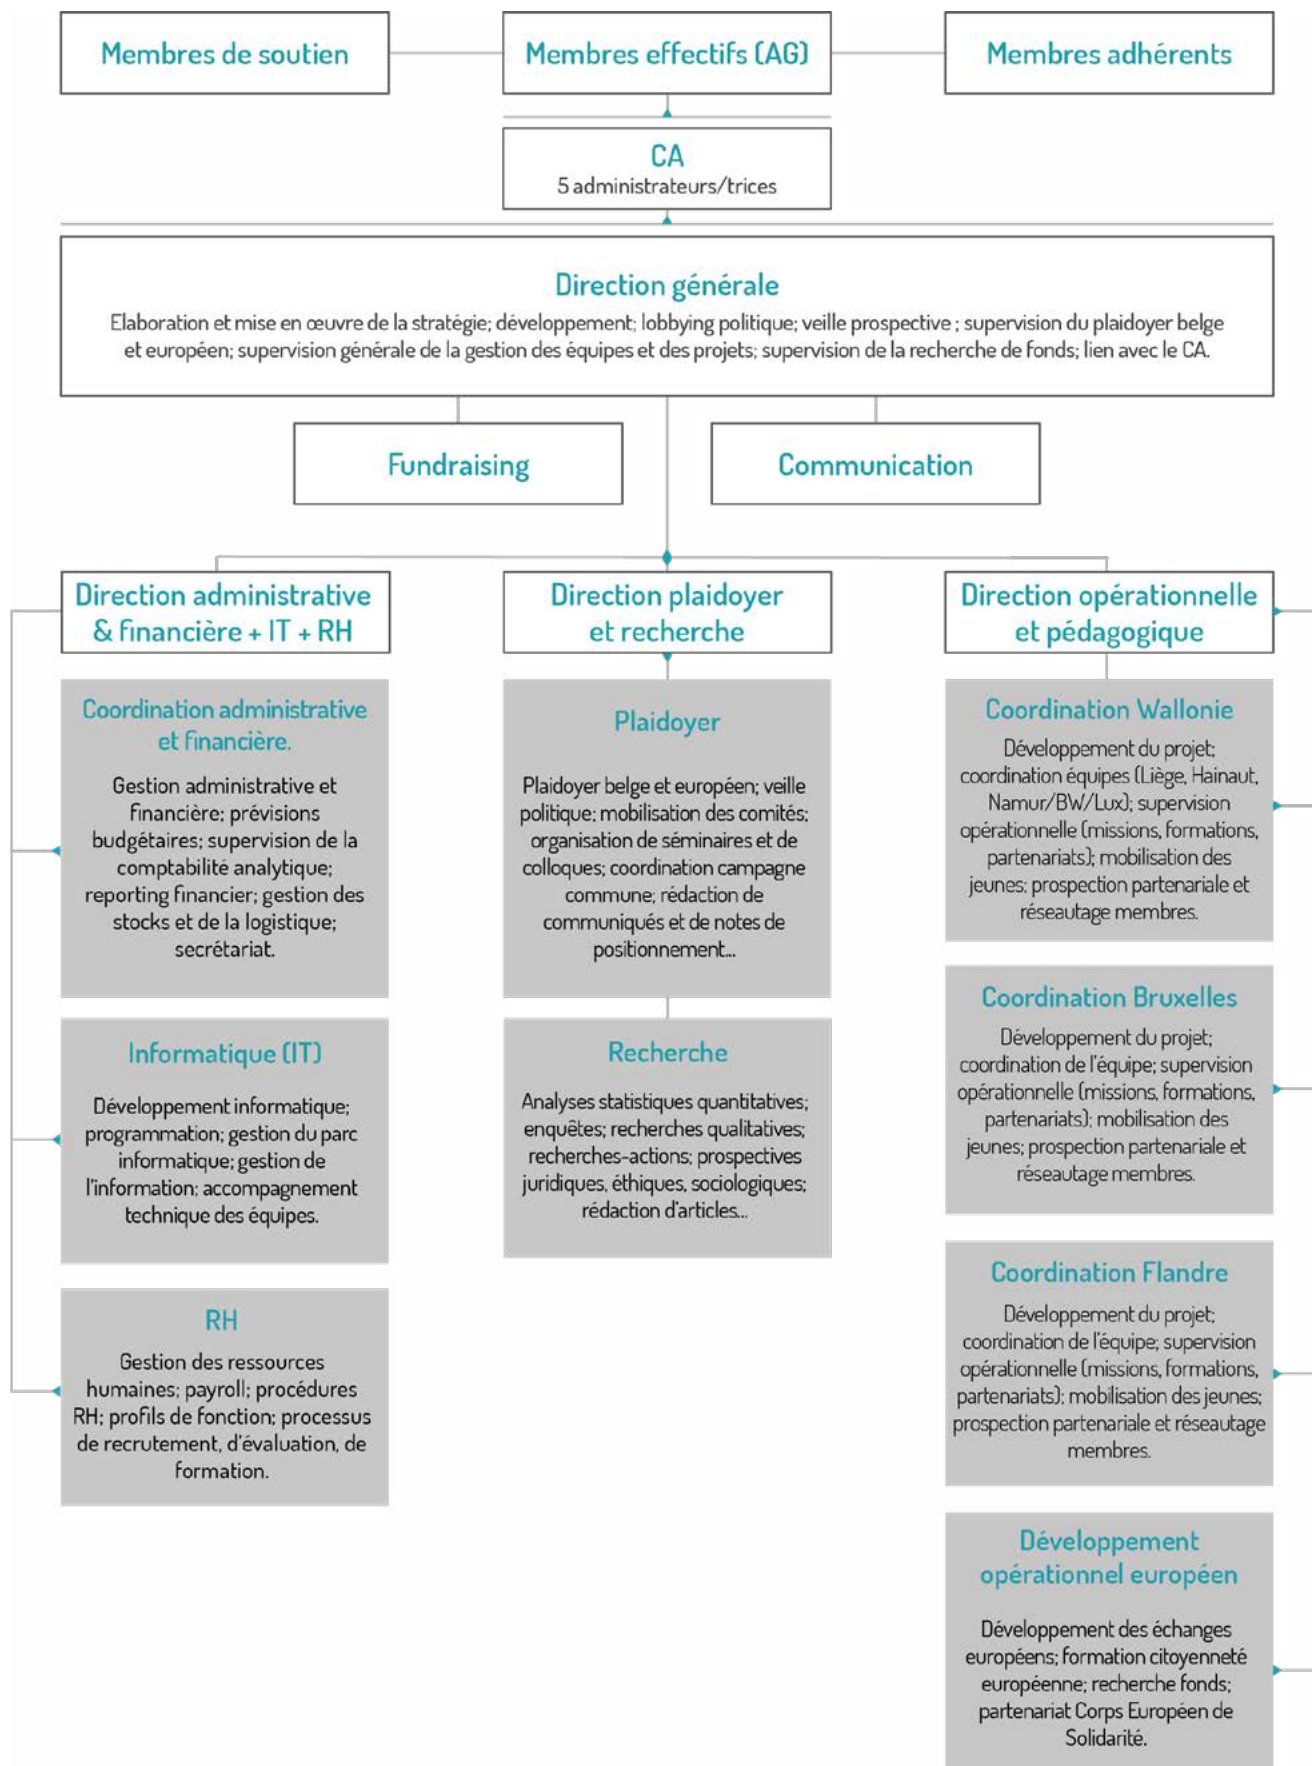 Membres de soutien
Membres effectifs (AG)
Membres adhérents
CA
5 administrateurs/trices
Direction générale
Elaboration et mise en œuvre de la stratégie; développement; lobbying politique; veille prospective ; supervision du plaidoyer belge
et européen; supervision générale de la gestion des équipes et des projets; supervision de la recherche de fonds; lien avec le CA.
Fundraising
Communication
Direction administrative
& financière + IT + RH
Coordination administrative
et financière.
Gestion administrative et
financière; prévisions
budgétaires; supervision de la
comptabilité analytique;
reporting financier; gestion des
stocks et de la logistique;
secrétariat.
Informatique (IT)
Développement informatique;
programmation; gestion du parc
informatique; gestion de
l'information; accompagnement
technique des équipes.
RH
Gestion des ressources
humaines; payroll; procédures
RH; profils de fonction; processus
de recrutement, d'évaluation, de
formation.
Direction plaidoyer
et recherche
Plaidoyer
Plaidoyer belge et européen; veille
politique; mobilisation des comités;
organisation de séminaires et de
colloques; coordination campagne
commune; rédaction de
communiqués et de notes de
positionnement...
Recherche
Analyses statistiques quantitatives;
enquêtes; recherches qualitatives;
recherches-actions; prospectives
juridiques, éthiques, sociologiques;
rédaction d'articles...
Direction opérationnelle
et pédagogique
Coordination Wallonie
Développement du projet;
coordination équipes (Liège, Hainaut,
Namur/BW/Lux); supervision
opérationnelle (missions, formations,
partenariats); mobilisation des
jeunes; prospection partenariale et
réseautage membres.
Coordination Bruxelles
Développement du projet;
coordination de l'équipe; supervision
opérationnelle (missions, formations,
partenariats); mobilisation des
jeunes; prospection partenariale et
réseautage membres.
Coordination Flandre
Développement du projet;
coordination de l'équipe; supervision
opérationnelle (missions, formations,
partenariats); mobilisation des jeunes;
prospection partenariale et réseautage
membres.
Développement
opérationnel européen
Développement des échanges
européens; formation citoyenneté
européenne; recherche fonds;
partenariat Corps Européen de
Solidarité.